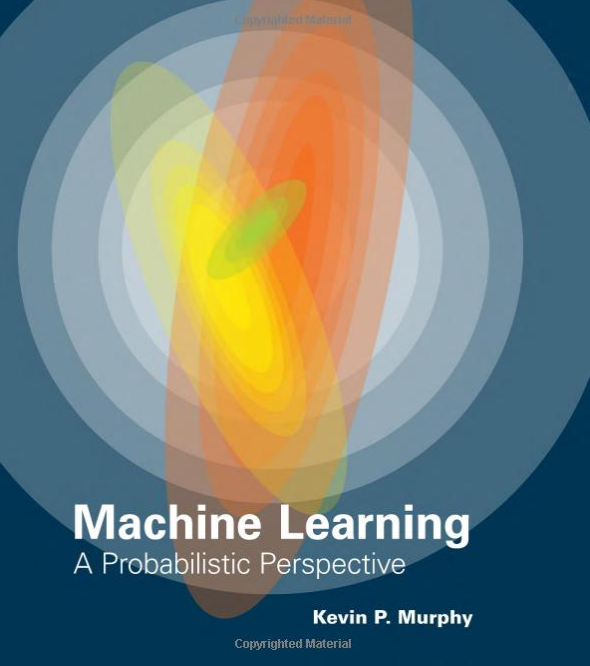 Copyrighted Material
Machine Learning
A Probabilistic Perspective
Kevin P. Murphy
Copyrighted Material